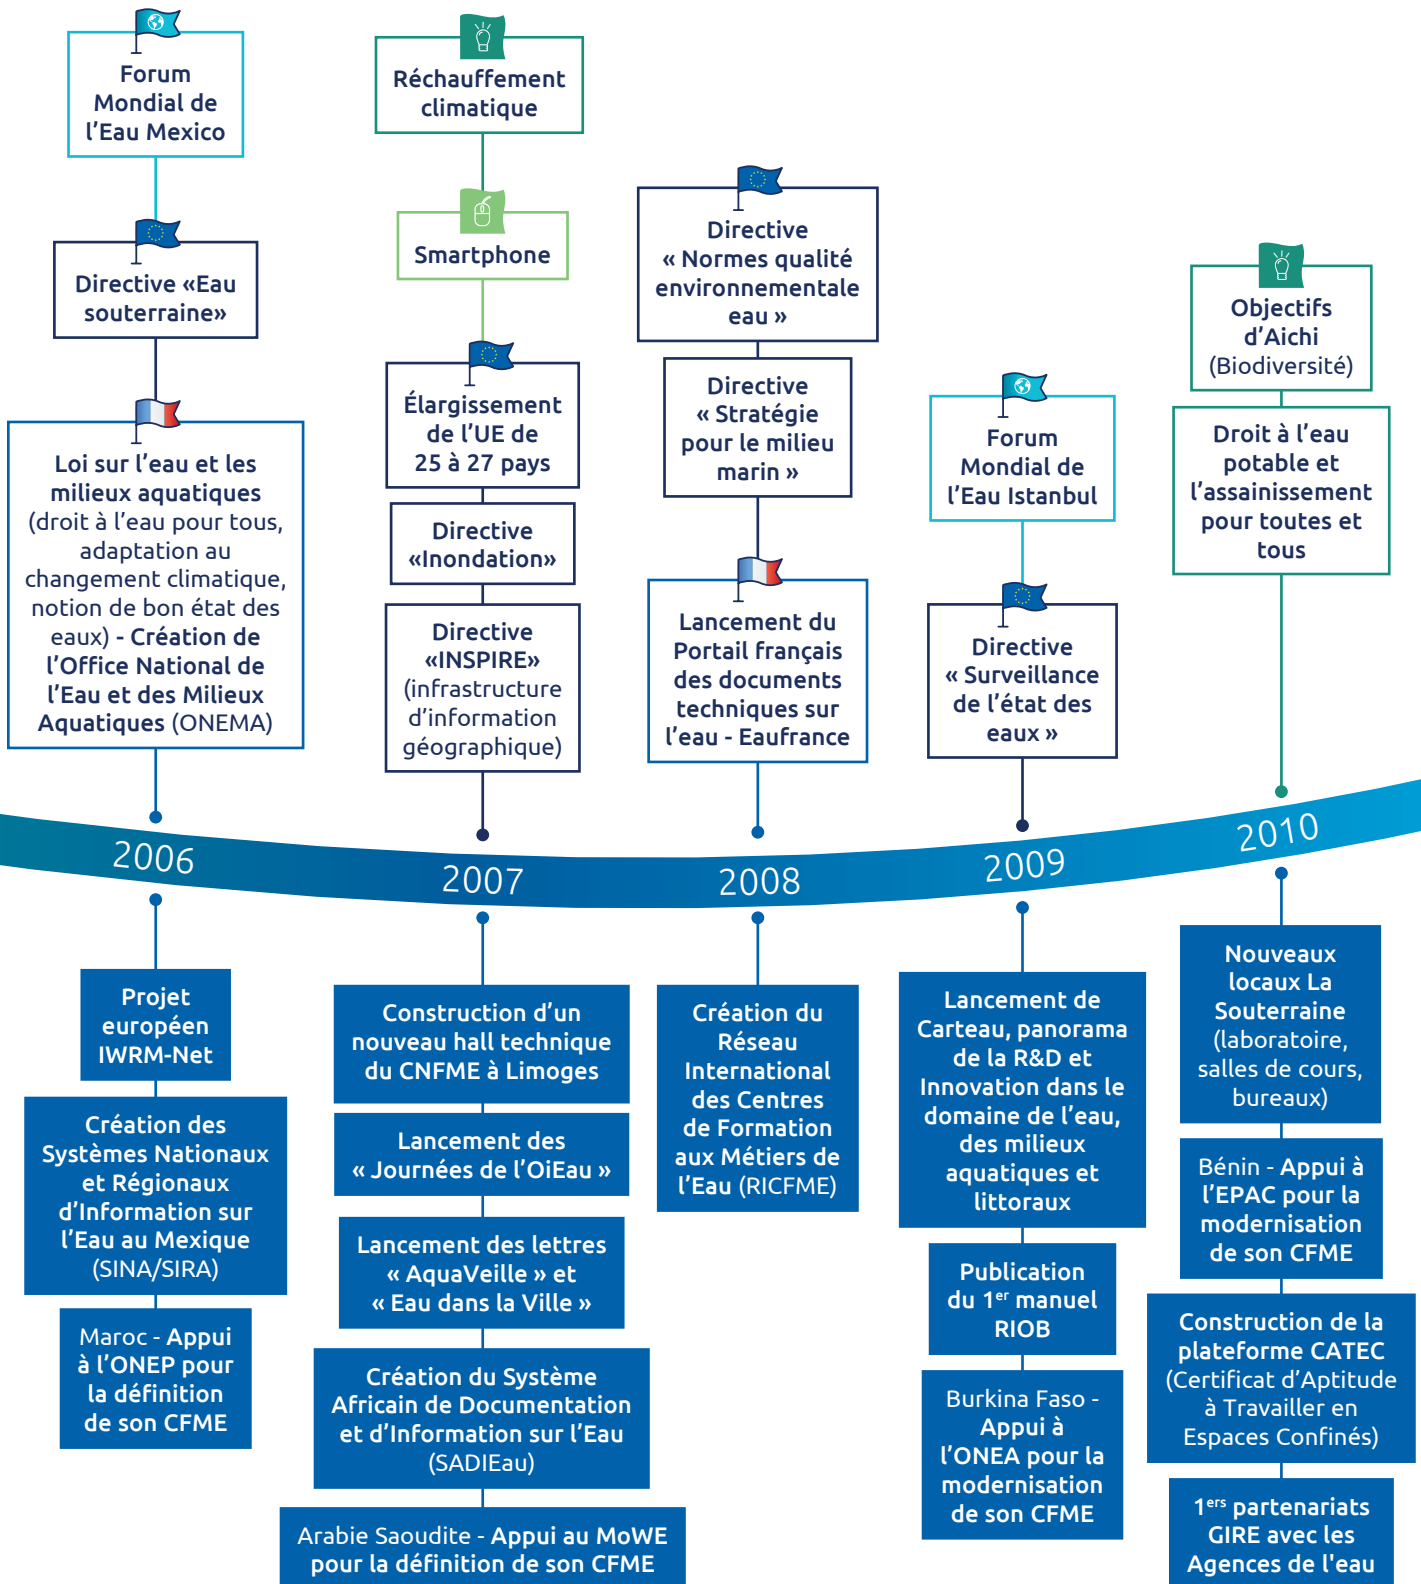 Forum
Mondial de
l'Eau Mexico
Directive «Eau
souterraine»
Loi sur l'eau et les
milieux aquatiques
(droit à l'eau pour tous,
adaptation au
changement climatique,
notion de bon état des
eaux) - Création de
l'Office National de
l'Eau et des Milieux
Aquatiques (ONEMA)
Réchauffement
climatique
Smartphone
Élargissement
de l'UE de
25 à 27 pays
Directive
«Inondation»
Directive
«INSPIRE»
(infrastructure
d'information
géographique)
Directive
« Normes qualité
environnementale
eau »
Directive
« Stratégie
pour le milieu
marin »
Lancement du
Portail français
des documents
techniques sur
l'eau - Eaufrance
Forum
Mondial de
l'Eau Istanbul
Directive
« Surveillance
de l'état des
eaux »
Objectifs
d'Aichi
(Biodiversité)
Droit à l'eau
potable et
l'assainissement
pour toutes et
tous
2006
2007
2008
2009
2010
Projet
européen
IWRM-Net
Création des
Systèmes Nationaux
et Régionaux
d'Information sur
l'Eau au Mexique
(SINA/SIRA)
Maroc - Appui
à l'ONEP pour
la définition
de son CFME
Construction d'un
nouveau hall technique
du CNFME à Limoges
Lancement des
« Journées de l'OiEau »
Lancement des lettres
« AquaVeille » et
« Eau dans la Ville »
Création du Système
Africain de Documentation
et d'Information sur l'Eau
(SADIEau)
Arabie Saoudite - Appui au MoWE
pour la définition de son CFME
Création du
Réseau
International
des Centres
de Formation
aux Métiers de
l'Eau (RICFME)
Lancement de
Carteau, panorama
de la R&D et
Innovation dans le
domaine de l'eau,
des milieux
aquatiques et
littoraux
Publication
du 1er manuel
RIOB
Burkina Faso -
Appui à
l'ONEA pour la
modernisation
de son CFME
Nouveaux
locaux La
Souterraine
(laboratoire,
salles de cours,
bureaux)
Bénin - Appui à
l'EPAC pour la
modernisation
de son CFME
Construction de la
plateforme CATEC
(Certificat d'Aptitude
à Travailler en
Espaces Confinés)
1ers partenariats
GIRE avec les
Agences de l'eau